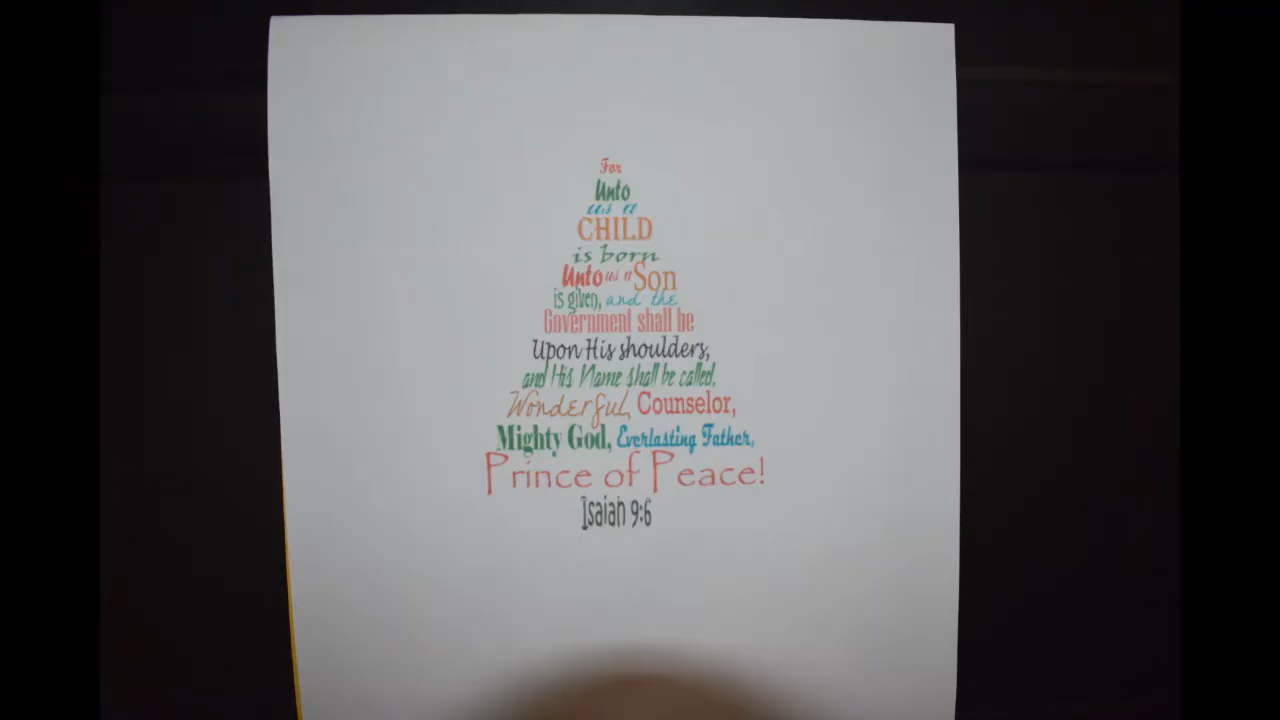 For
Unto
us a
CHILD
is born
Unto us a Son
is given, and the
Government shall be
Upon His shoulders,
and His Name shall be called,
Wonderful, Counselor,
Mighty God, Everlasting Father,
Prince of Peace!
Isaiah 9:6